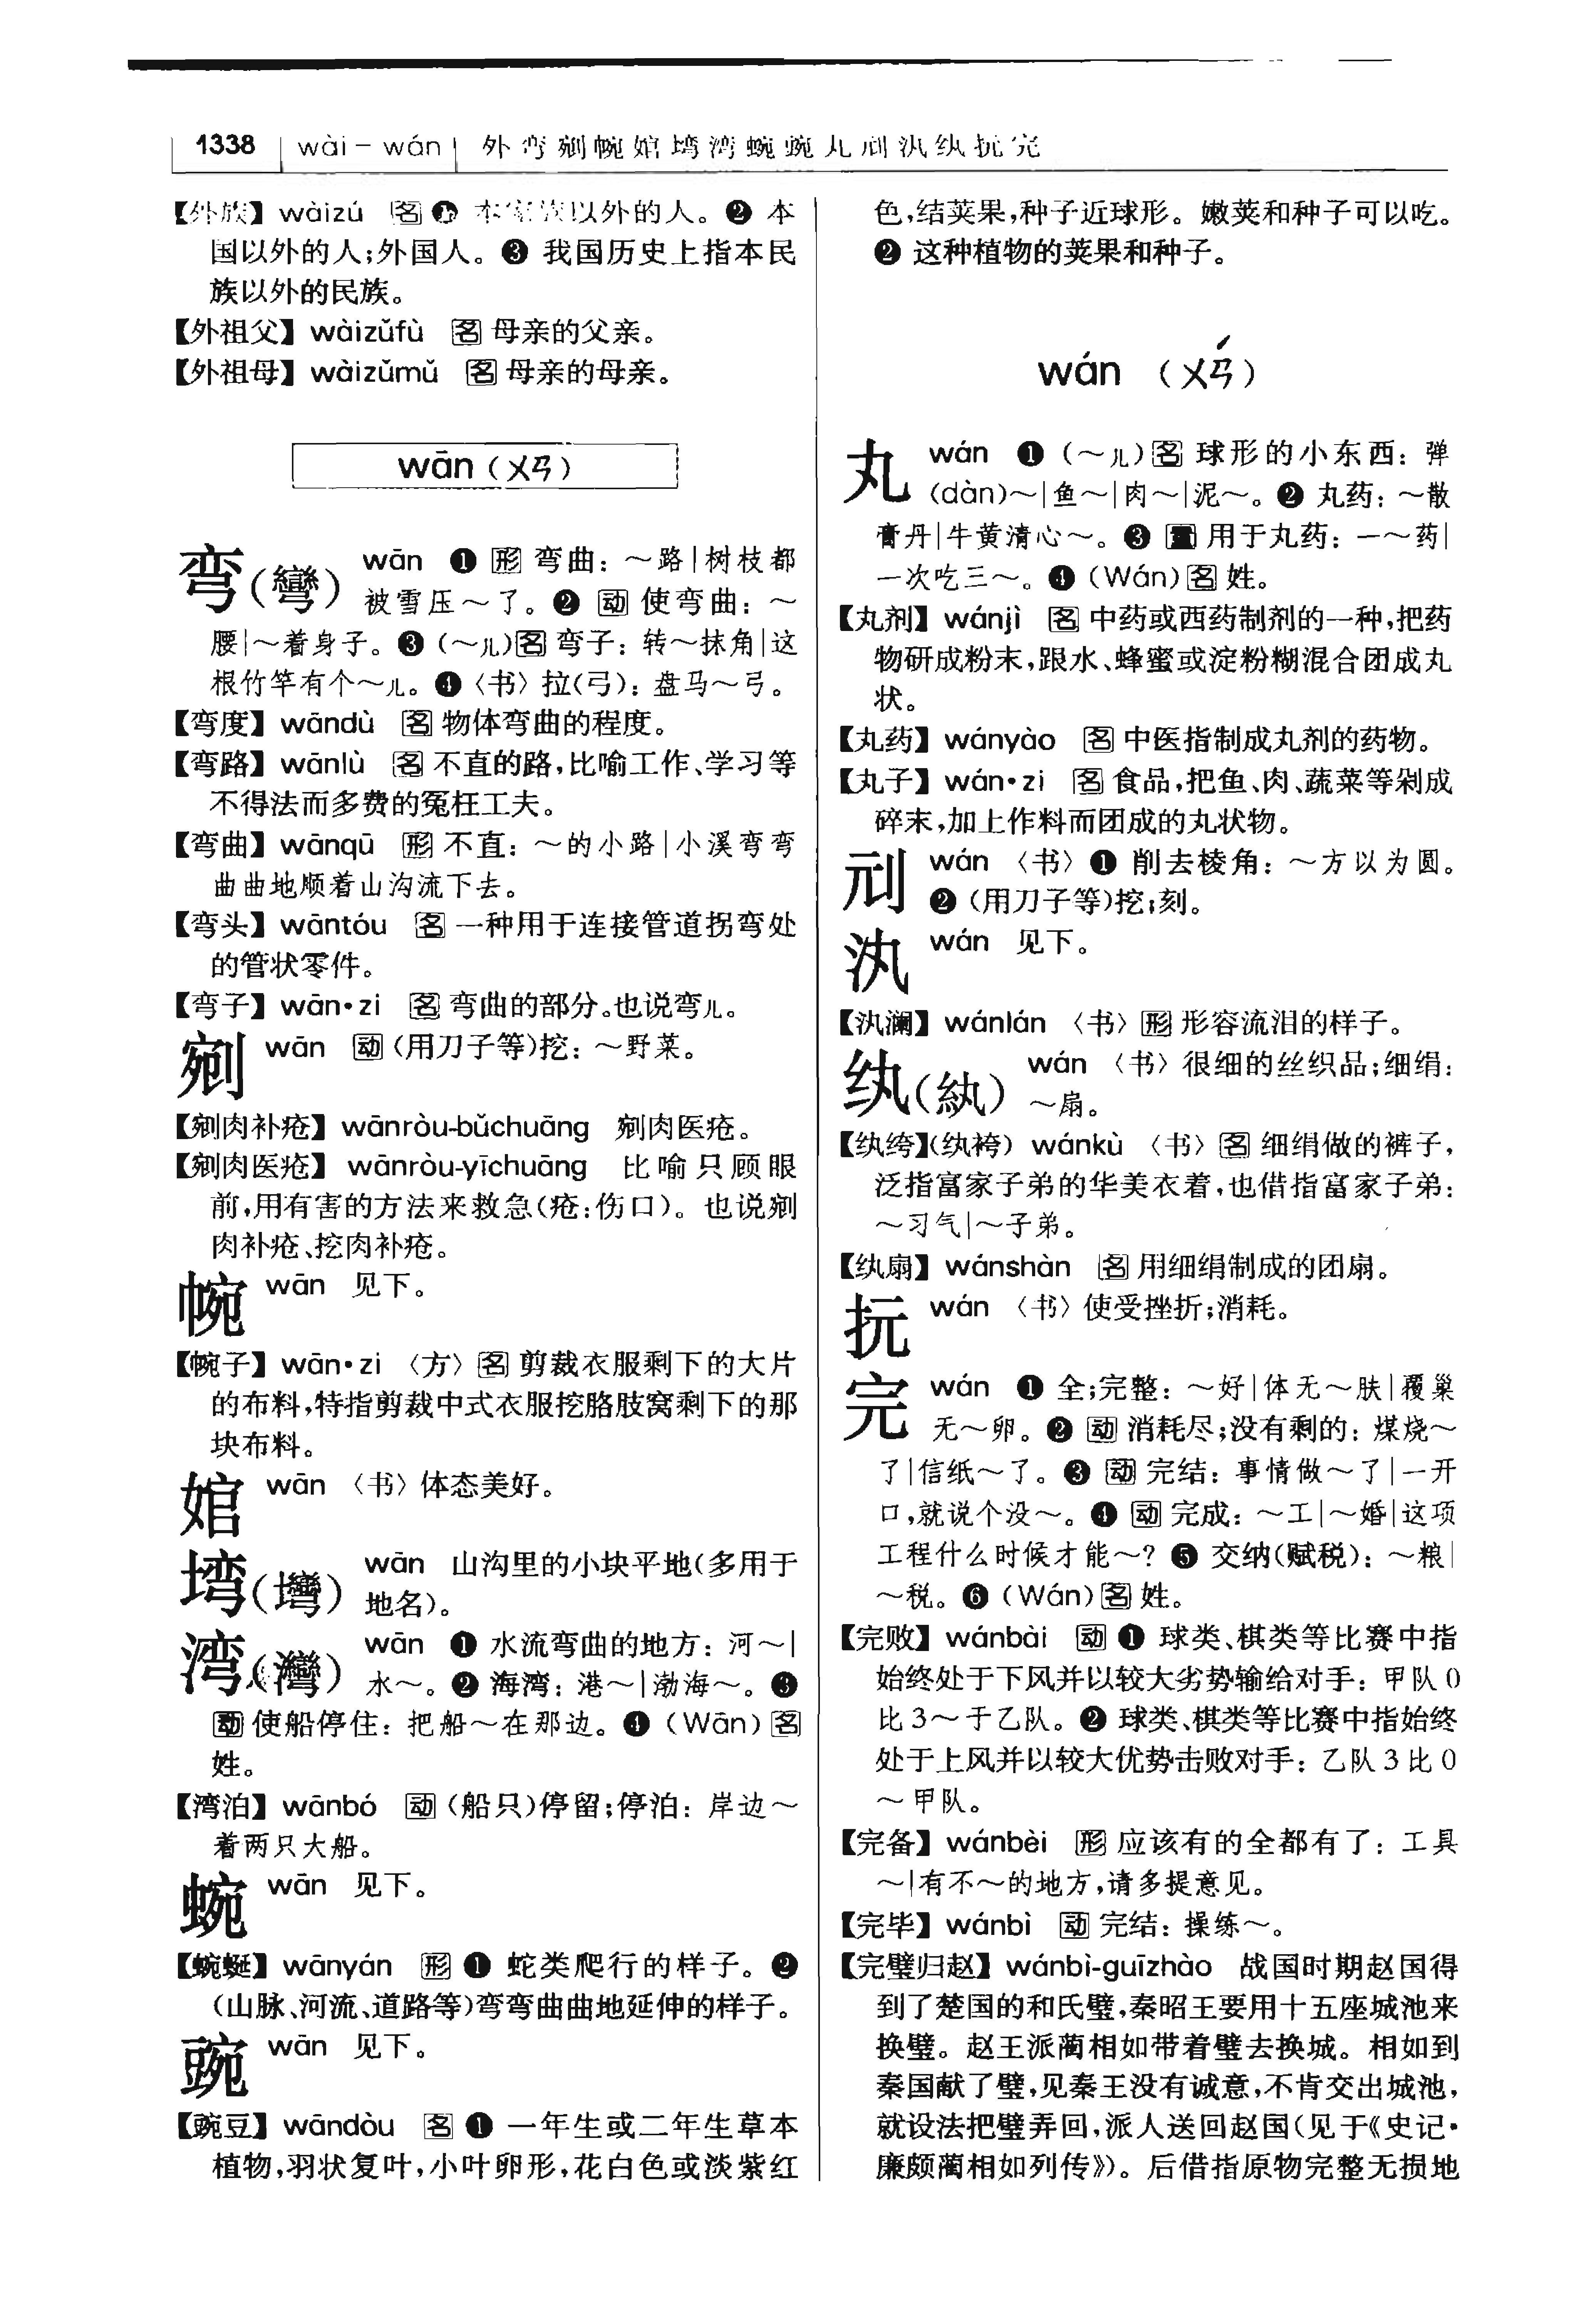 1338 wài－wán 外弯剜帵婠塆湾蜿豌丸刓汍纨抏完
【外族】wàizú 名 ❶ 本家族以外的人。❷ 本
国以外的人;外国人。❸ 我国历史上指本民
族以外的民族。
【外祖父】wàizǔfù 名 母亲的父亲。
【外祖母】wàizǔmǔ 名 母亲的母亲。
wān（ㄨㄢ）
弯(彎) wān ❶ 形 弯曲：～路|树枝都
被雪压～了。❷ 动 使弯曲：～
腰|～着身子。❸ (～儿)名 弯子：转～抹角|这
根竹竿有个～儿。❹〈书〉拉(弓)：盘马～弓。
【弯度】wāndù 名 物体弯曲的程度。
【弯路】wānlù 名 不直的路,比喻工作、学习等
不得法而多费的冤枉工夫。
【弯曲】wānqū 形 不直：～的小路|小溪弯弯
曲曲地顺着山沟流下去。
【弯头】wāntóu 名 一种用于连接管道拐弯处
的管状零件。
【弯子】wān·zi 名 弯曲的部分。也说弯儿。
剜 wān 动 (用刀子等)挖：～野菜。
【剜肉补疮】wānròu-bǔchuāng 剜肉医疮。
【剜肉医疮】wānròu-yīchuāng 比喻只顾眼
前,用有害的方法来救急(疮:伤口)。也说剜
肉补疮、挖肉补疮。
帵 wān 见下。
【帵子】wān·zi〈方〉名 剪裁衣服剩下的大片
的布料,特指剪裁中式衣服挖胳肢窝剩下的那
块布料。
婠 wān〈书〉体态美好。
塆(壪) wān 山沟里的小块平地(多用于
地名)。
湾(灣) wān ❶ 水流弯曲的地方：河～|
水～。❷ 海湾：港～|渤海～。❸
动 使船停住：把船～在那边。❹ (Wān)名
姓。
【湾泊】wānbó 动 (船只)停留;停泊：岸边～
着两只大船。
蜿 wān 见下。
【蜿蜒】wānyán 形 ❶ 蛇类爬行的样子。❷
(山脉、河流、道路等)弯弯曲曲地延伸的样子。
豌 wān 见下。
【豌豆】wāndòu 名 ❶ 一年生或二年生草本
植物,羽状复叶,小叶卵形,花白色或淡紫红
色,结荚果,种子近球形。嫩荚和种子可以吃。
❷ 这种植物的荚果和种子。
wán（ㄨㄢˊ）
丸 wán ❶ (～儿)名 球形的小东西：弹
(dàn)～|鱼～|肉～|泥～。❷ 丸药：～散
膏丹|牛黄清心～。❸ 量 用于丸药：一～药|
一次吃三～。❹ (Wán)名 姓。
【丸剂】wánjì 名 中药或西药制剂的一种,把药
物研成粉末,跟水、蜂蜜或淀粉糊混合团成丸
状。
【丸药】wányào 名 中医指制成丸剂的药物。
【丸子】wán·zi 名 食品,把鱼、肉、蔬菜等剁成
碎末,加上作料而团成的丸状物。
刓 wán〈书〉❶ 削去棱角：～方以为圆。
❷ (用刀子等)挖;刻。
汍 wán 见下。
【汍澜】wánlán〈书〉形 形容流泪的样子。
纨(紈) wán〈书〉很细的丝织品;细绢：
～扇。
【纨绔】(纨袴) wánkù〈书〉名 细绢做的裤子,
泛指富家子弟的华美衣着,也借指富家子弟：
～习气|～子弟。
【纨扇】wánshàn 名 用细绢制成的团扇。
抏 wán〈书〉使受挫折;消耗。
完 wán ❶ 全;完整：～好|体无～肤|覆巢
无～卵。❷ 动 消耗尽;没有剩的：煤烧～
了|信纸～了。❸ 动 完结：事情做～了|一开
口,就说个没～。❹ 动 完成：～工|～婚|这项
工程什么时候才能～? ❺ 交纳(赋税)：～粮|
～税。❻ (Wán)名 姓。
【完败】wánbài 动 ❶ 球类、棋类等比赛中指
始终处于下风并以较大劣势输给对手：甲队0
比3～于乙队。❷ 球类、棋类等比赛中指始终
处于上风并以较大优势击败对手：乙队3比0
～甲队。
【完备】wánbèi 形 应该有的全都有了：工具
～|有不～的地方,请多提意见。
【完毕】wánbì 动 完结：操练～。
【完璧归赵】wánbì-guīzhào 战国时期赵国得
到了楚国的和氏璧,秦昭王要用十五座城池来
换璧。赵王派蔺相如带着璧去换城。相如到
秦国献了璧,见秦王没有诚意,不肯交出城池,
就设法把璧弄回,派人送回赵国(见于《史记·
廉颇蔺相如列传》)。后借指原物完整无损地